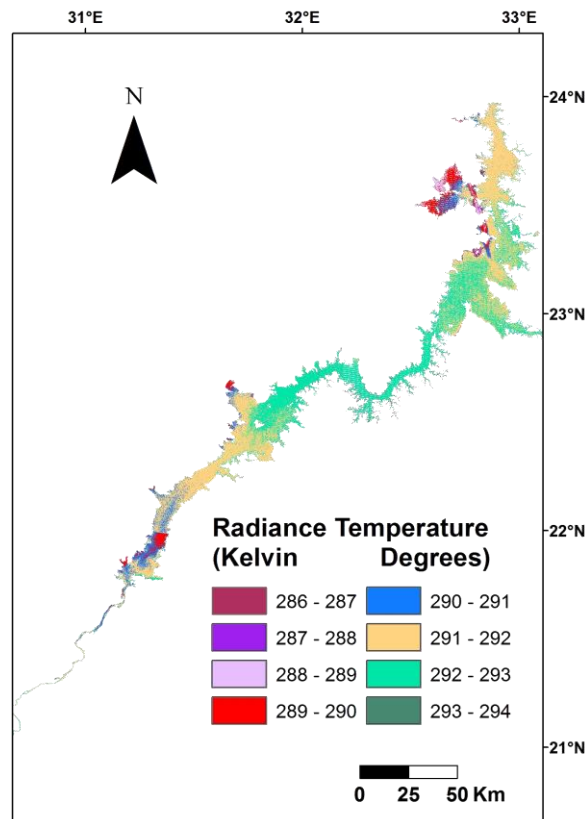 31°E 32°E 33°E
N
24°N
23°N
22°N
21°N
Radiance Temperature
(Kelvin Degrees)
286 - 287 290 - 291
287 - 288 291 - 292
288 - 289 292 - 293
289 - 290 293 - 294
0 25 50 Km